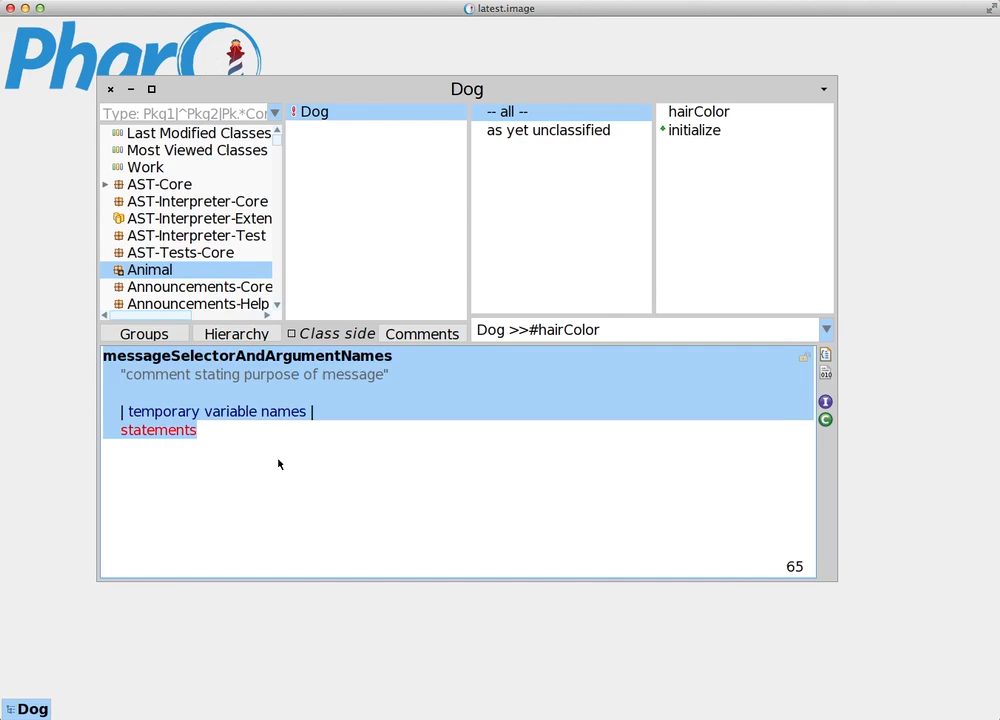 latest.image
Pharo
Dog
Type: Pkg1|^Pkg2|Pk.*Cor
Last Modified Classes
Most Viewed Classes
Work
AST-Core
AST-Interpreter-Core
AST-Interpreter-Exten
AST-Interpreter-Test
AST-Tests-Core
Animal
Announcements-Core
Announcements-Help
Dog
-- all --
as yet unclassified
hairColor
initialize
Groups
Hierarchy
Class side
Comments
Dog >>#hairColor
messageSelectorAndArgumentNames
"comment stating purpose of message"
| temporary variable names |
statements
010
I
C
65
Dog